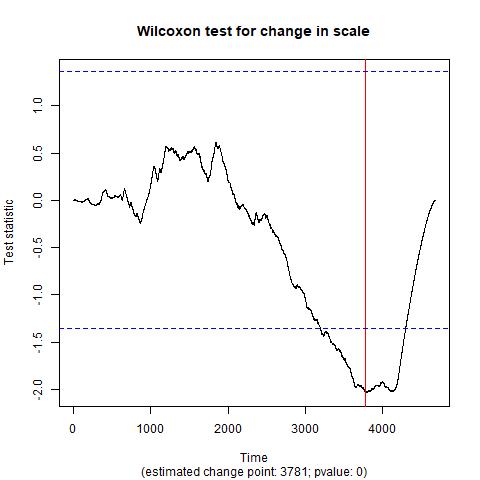 Wilcoxon test for change in scale
Test statistic
1.0
0.5
0.0
-0.5
-1.0
-1.5
-2.0
0 1000 2000 3000 4000
Time
(estimated change point: 3781; pvalue: 0)